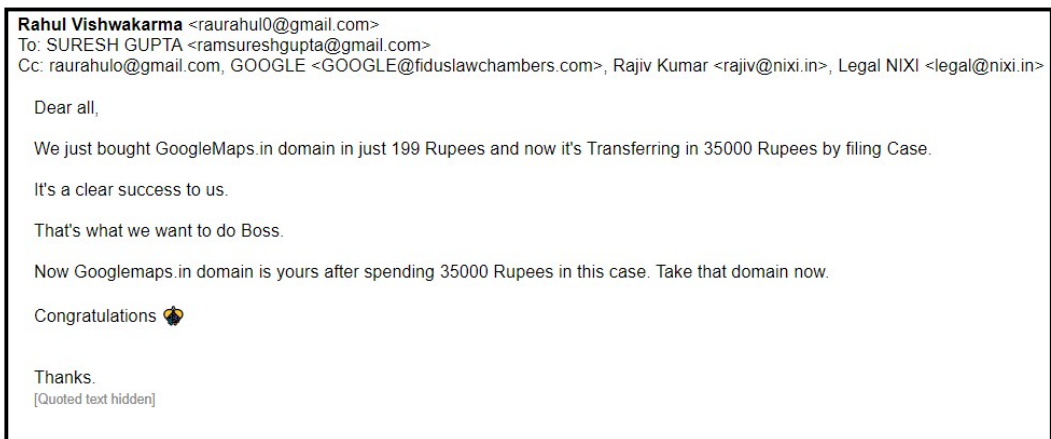 Rahul Vishwakarma <raurahul0@gmail.com>
To: SURESH GUPTA <ramsureshgupta@gmail.com>
Cc: raurahulo@gmail.com, GOOGLE <GOOGLE@fiduslawchambers.com>, Rajiv Kumar <rajiv@nixi.in>, Legal NIXI <legal@nixi.in>
Dear all,
We just bought GoogleMaps.in domain in just 199 Rupees and now it's Transferring in 35000 Rupees by filing Case.
It's a clear success to us.
That's what we want to do Boss.
Now Googlemaps.in domain is yours after spending 35000 Rupees in this case. Take that domain now.
Congratulations
Thanks.
[Quoted text hidden]